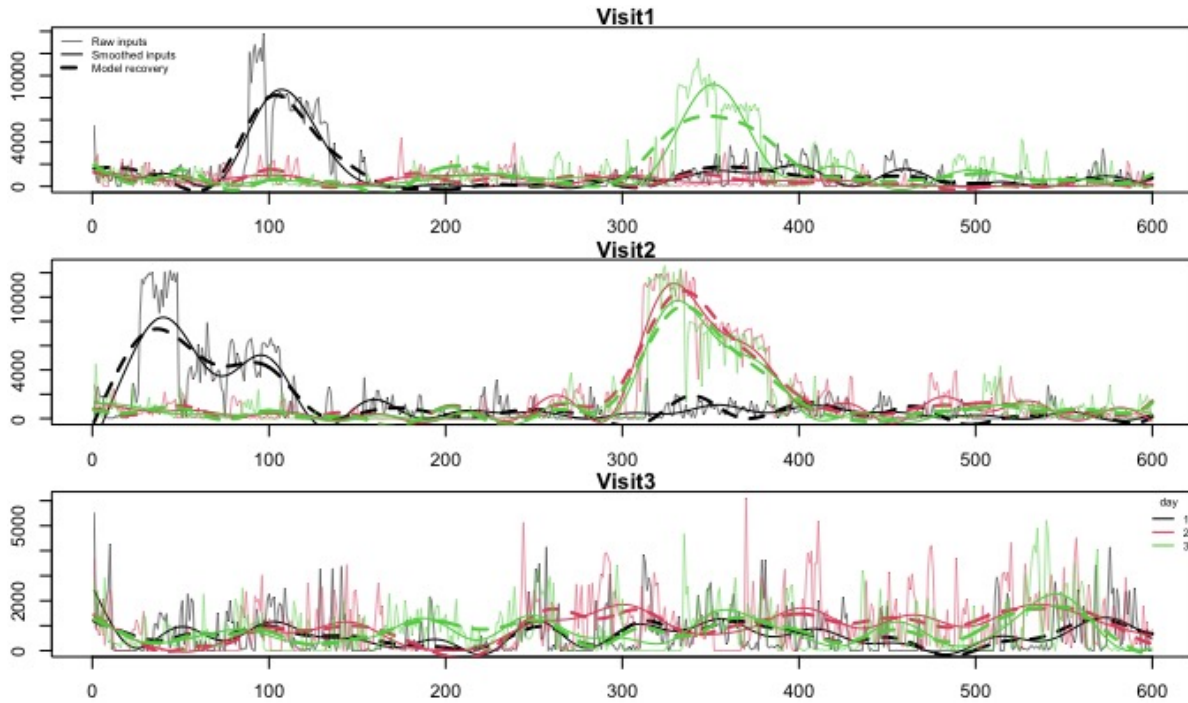 Visit1
Raw inputs
Smoothed inputs
Model recovery
0 4000 10000
0 100 200 300 400 500 600
Visit2
0 4000 10000
0 100 200 300 400 500 600
Visit3
day
1
2
3
0 2000 5000
0 100 200 300 400 500 600